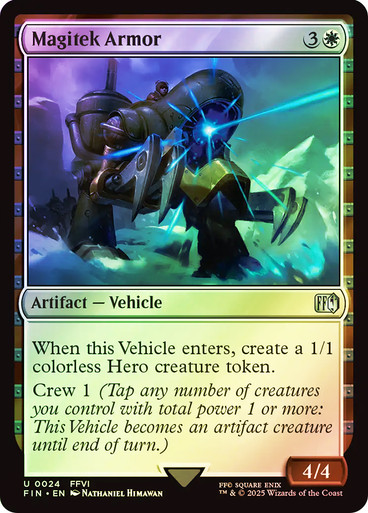 Magitek Armor 3
Artifact — Vehicle
When this Vehicle enters, create a 1/1
colorless Hero creature token.
Crew 1 (Tap any number of creatures
you control with total power 1 or more:
This Vehicle becomes an artifact creature
until end of turn.)
4/4
U 0024 FFVI
FIN • EN Nathaniel Himawan
FF© SQUARE ENIX
™ & © 2025 Wizards of the Coast